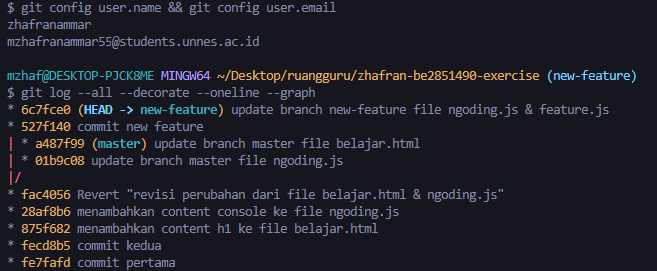 $ git config user.name && git config user.email
zhafranammar
mzhafranammar55@students.unnes.ac.id
mzhaf@DESKTOP-PJCK8ME MINGW64 ~/Desktop/ruangguru/zhafran-be2851490-exercise (new-feature)
$ git log --all --decorate --oneline --graph
* 6c7fce0 (HEAD -> new-feature) update branch new-feature file ngoding.js & feature.js
* 527f140 commit new feature
| * a487f99 (master) update branch master file belajar.html
| * 01b9c08 update branch master file ngoding.js
|/
* fac4056 Revert "revisi perubahan dari file belajar.html & ngoding.js"
* 28af8b6 menambahkan content console ke file ngoding.js
* 875f682 menambahkan content h1 ke file belajar.html
* fecd8b5 commit kedua
* fe7fafd commit pertama